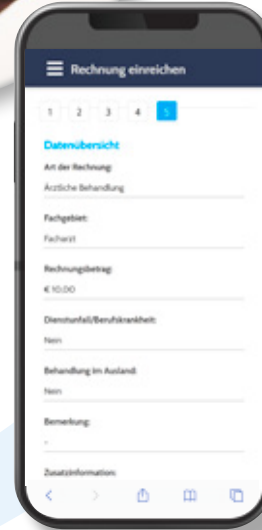 Rechnung einreichen
1 2 3 4 5
Datenübersicht
Art der Rechnung:
Ärztliche Behandlung
Fachgebiet:
Facharzt
Rechnungsbetrag:
€ 10,00
Dienstunfall/Berufskrankheit:
Nein
Behandlung im Ausland:
Nein
Bemerkung:
-
Zusatzinformation: